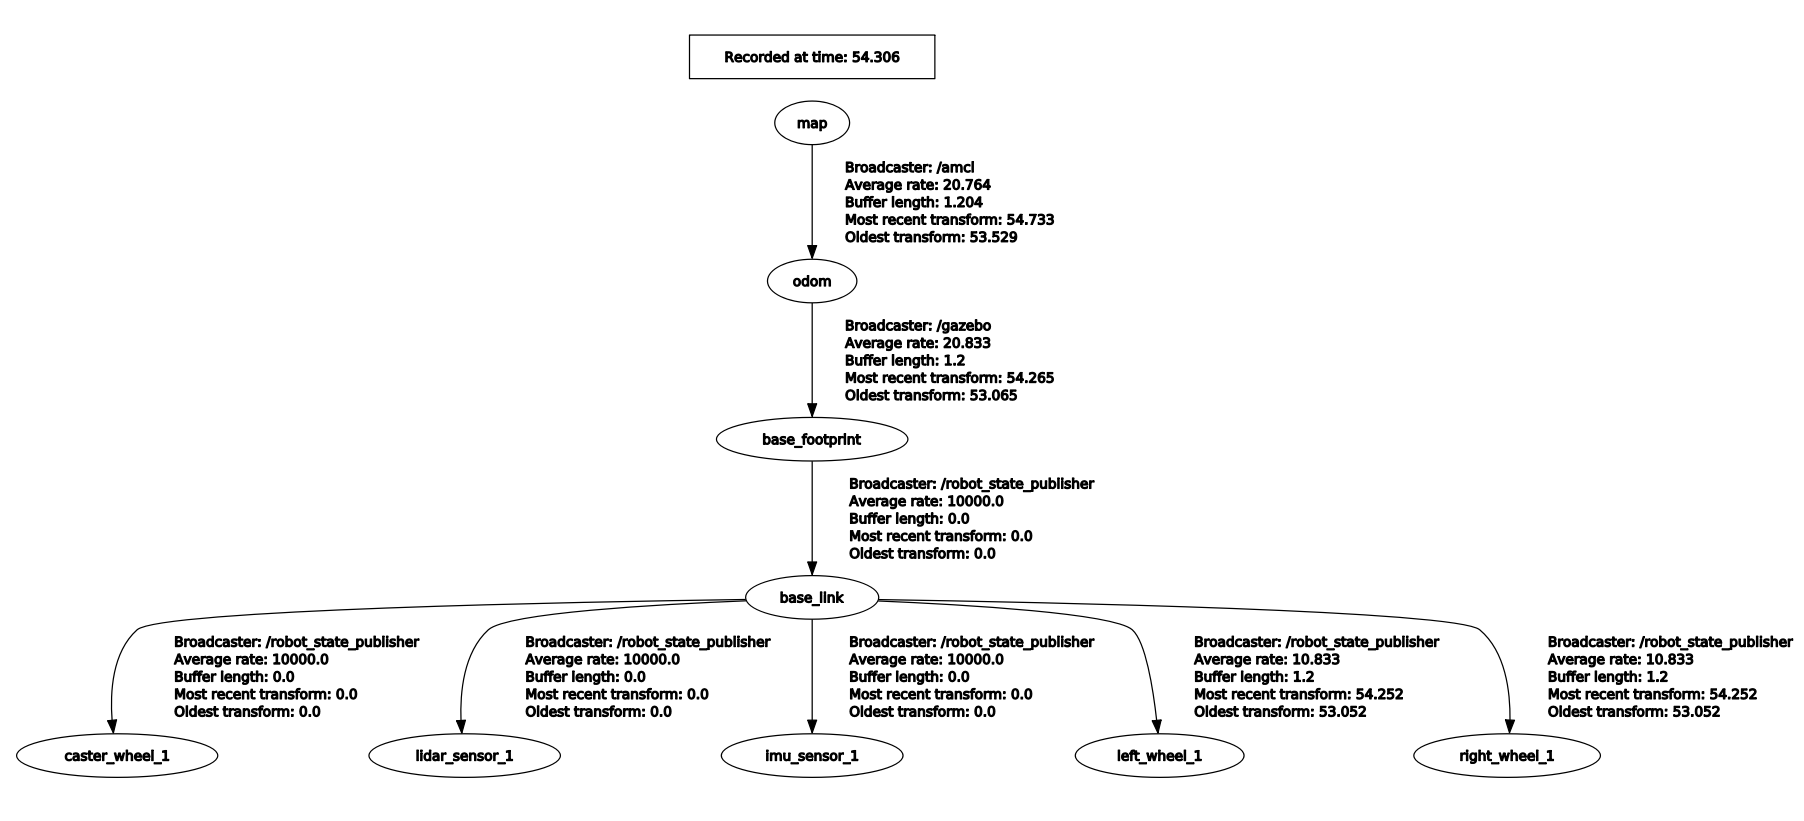 Recorded at time: 54.306
map
Broadcaster: /amcl
Average rate: 20.764
Buffer length: 1.204
Most recent transform: 54.733
Oldest transform: 53.529
odom
Broadcaster: /gazebo
Average rate: 20.833
Buffer length: 1.2
Most recent transform: 54.265
Oldest transform: 53.065
base_footprint
Broadcaster: /robot_state_publisher
Average rate: 10000.0
Buffer length: 0.0
Most recent transform: 0.0
Oldest transform: 0.0
base_link
Broadcaster: /robot_state_publisher
Average rate: 10000.0
Buffer length: 0.0
Most recent transform: 0.0
Oldest transform: 0.0
Broadcaster: /robot_state_publisher
Average rate: 10000.0
Buffer length: 0.0
Most recent transform: 0.0
Oldest transform: 0.0
Broadcaster: /robot_state_publisher
Average rate: 10000.0
Buffer length: 0.0
Most recent transform: 0.0
Oldest transform: 0.0
Broadcaster: /robot_state_publisher
Average rate: 10.833
Buffer length: 1.2
Most recent transform: 54.252
Oldest transform: 53.052
Broadcaster: /robot_state_publisher
Average rate: 10.833
Buffer length: 1.2
Most recent transform: 54.252
Oldest transform: 53.052
caster_wheel_1
lidar_sensor_1
imu_sensor_1
left_wheel_1
right_wheel_1